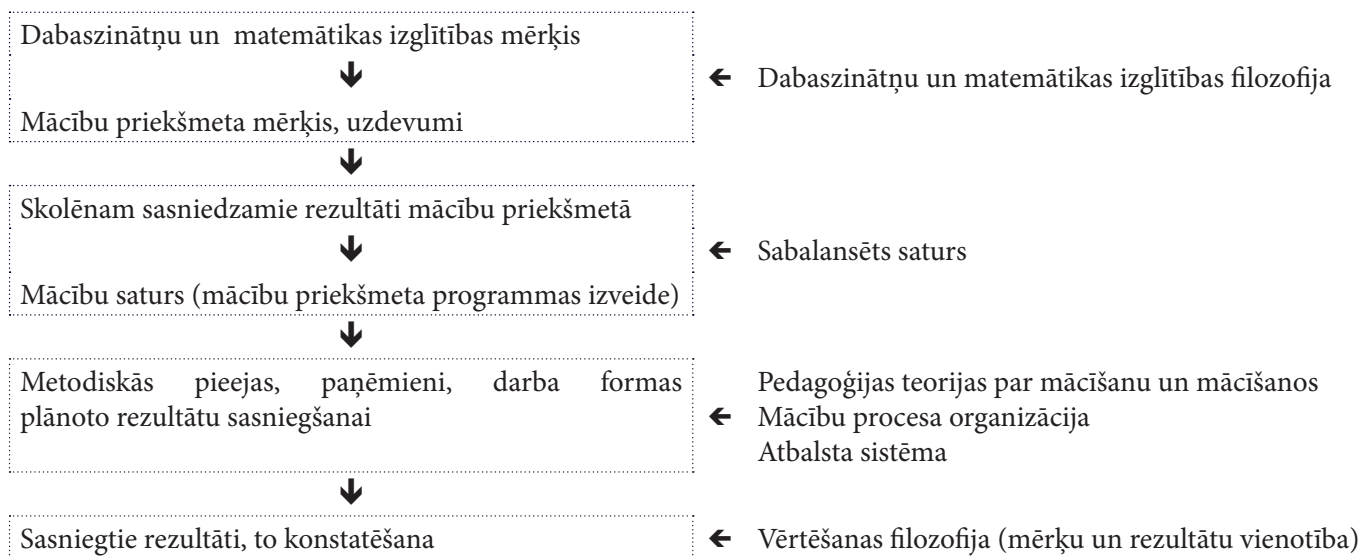 Dabaszinātņu un matemātikas izglītības mērķis
🡻
🡸 Dabaszinātņu un matemātikas izglītības filozofija
Mācību priekšmeta mērķis, uzdevumi
🡻
Skolēnam sasniedzamie rezultāti mācību priekšmetā
🡻
🡸 Sabalansēts saturs
Mācību saturs (mācību priekšmeta programmas izveide)
🡻
Metodiskās pieejas, paņēmieni, darba formas
plānoto rezultātu sasniegšanai
Pedagoģijas teorijas par mācīšanu un mācīšanos
🡸 Mācību procesa organizācija
Atbalsta sistēma
🡻
Sasniegtie rezultāti, to konstatēšana
🡸 Vērtēšanas filozofija (mērķu un rezultātu vienotība)